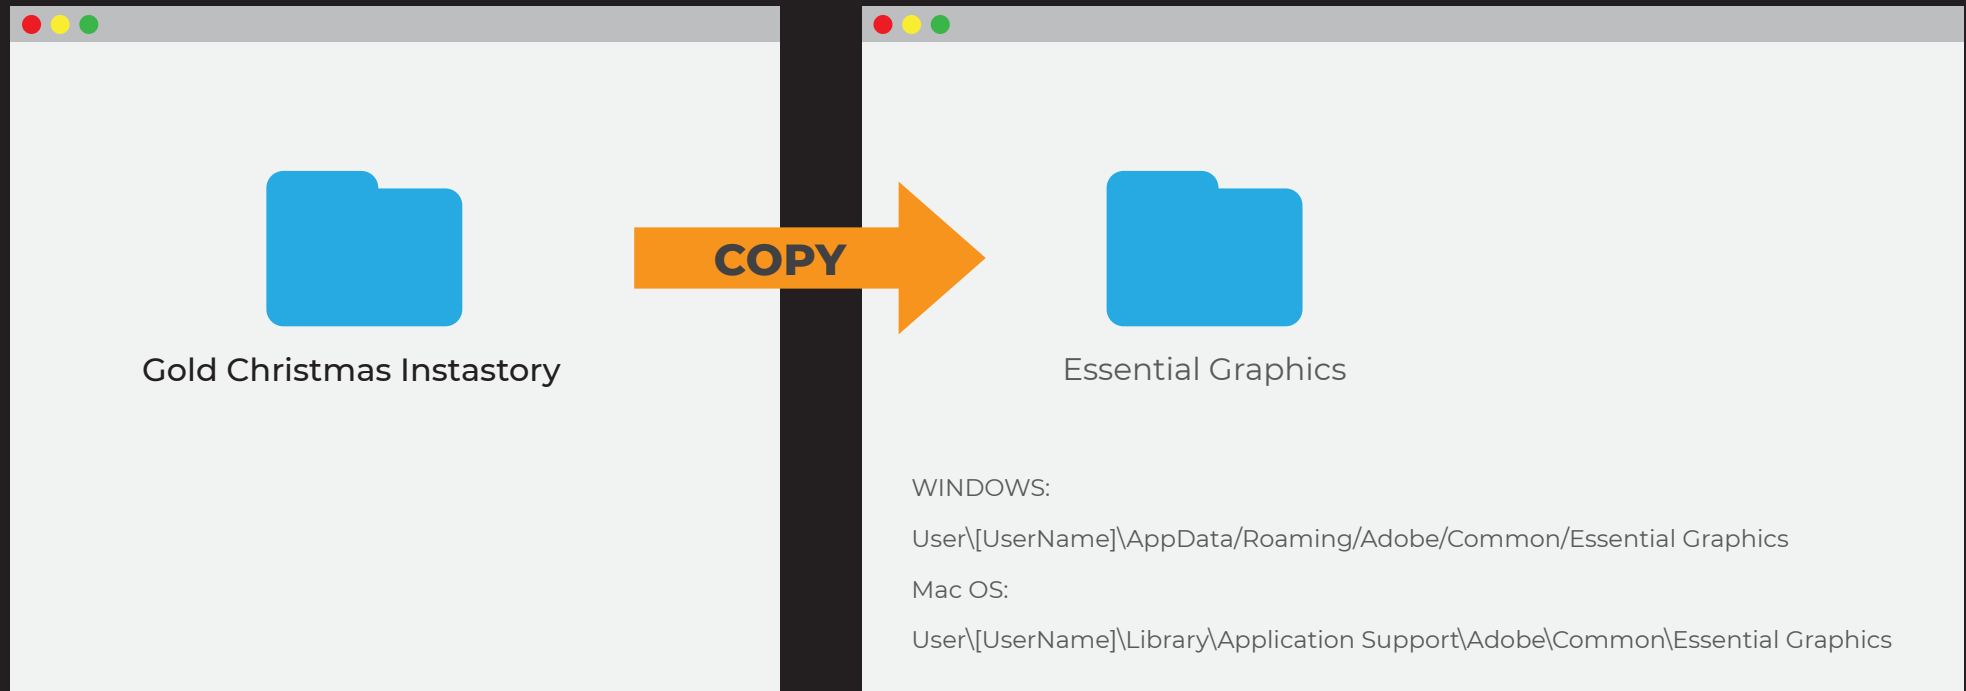 COPY
Gold Christmas Instastory
Essential Graphics
WINDOWS:
User\[UserName]\AppData/Roaming/Adobe/Common/Essential Graphics
Mac OS:
User\[UserName]\Library\Application Support\Adobe\Common\Essential Graphics